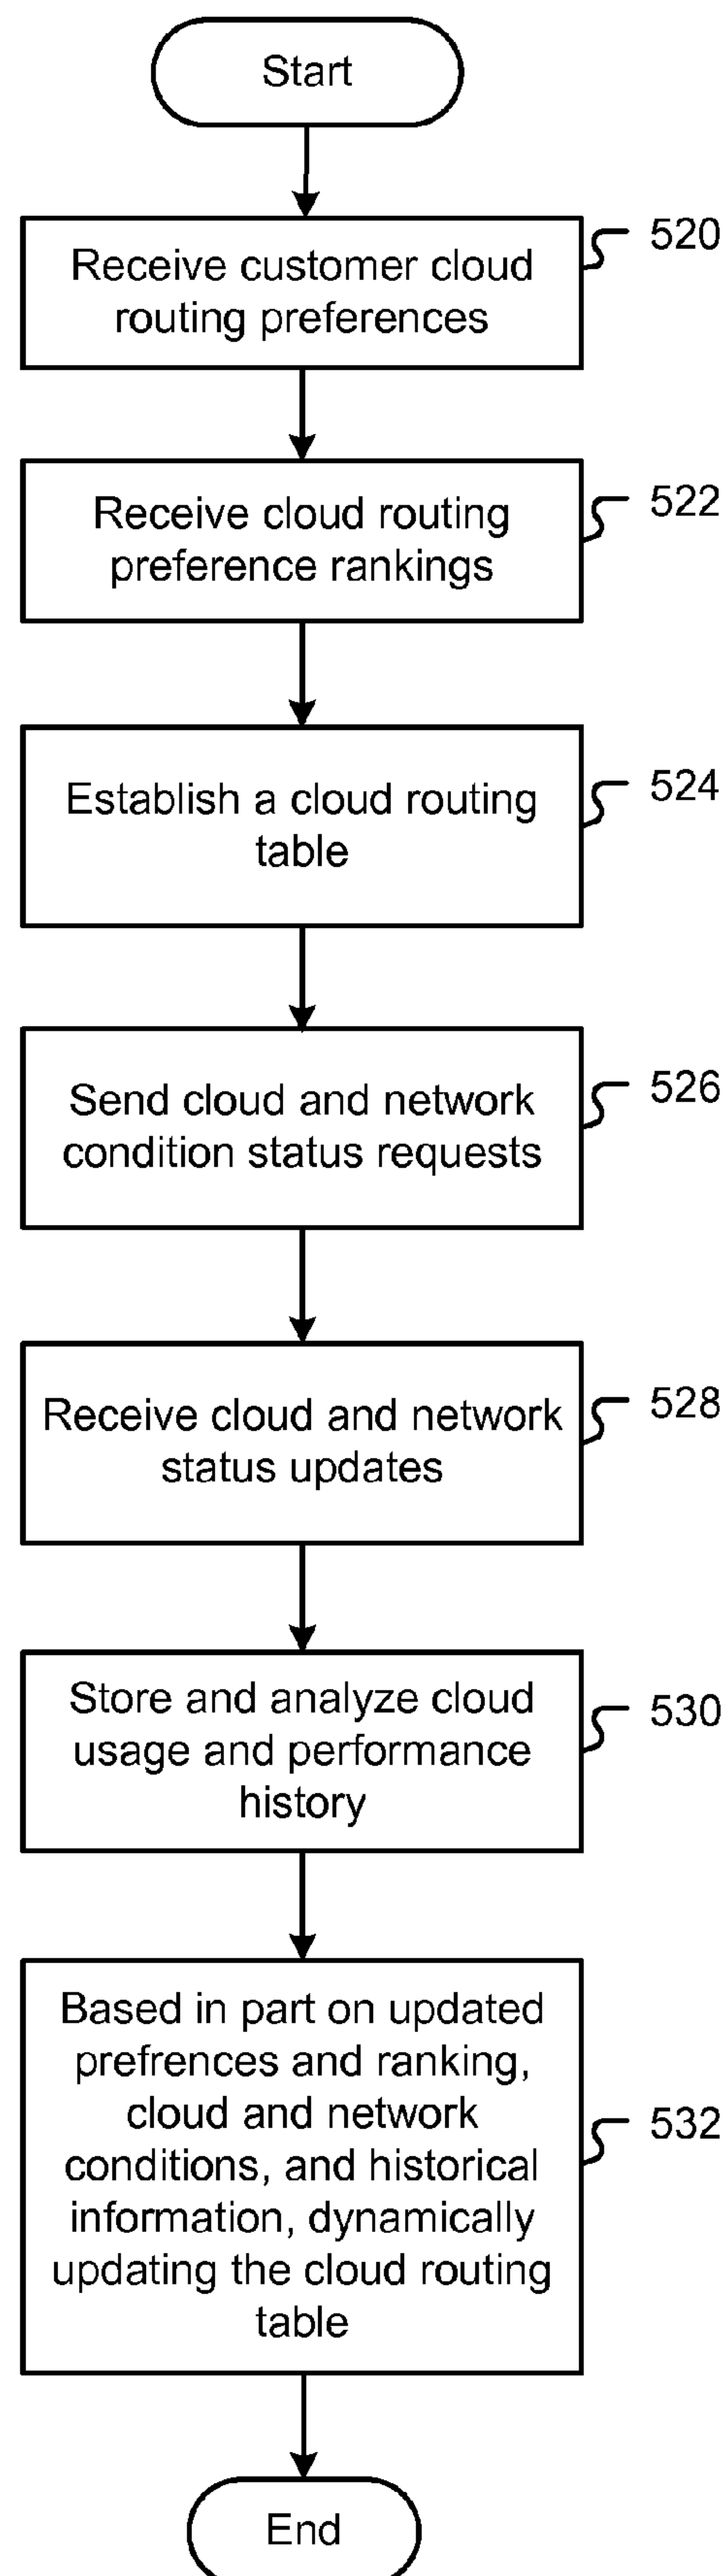 Start
Receive customer cloud
routing preferences
520
Receive cloud routing
preference rankings
522
Establish a cloud routing
table
524
Send cloud and network
condition status requests
526
Receive cloud and network
status updates
528
Store and analyze cloud
usage and performance
history
530
Based in part on updated
prefrences and ranking,
cloud and network
conditions, and historical
information, dynamically
updating the cloud routing
table
532
End